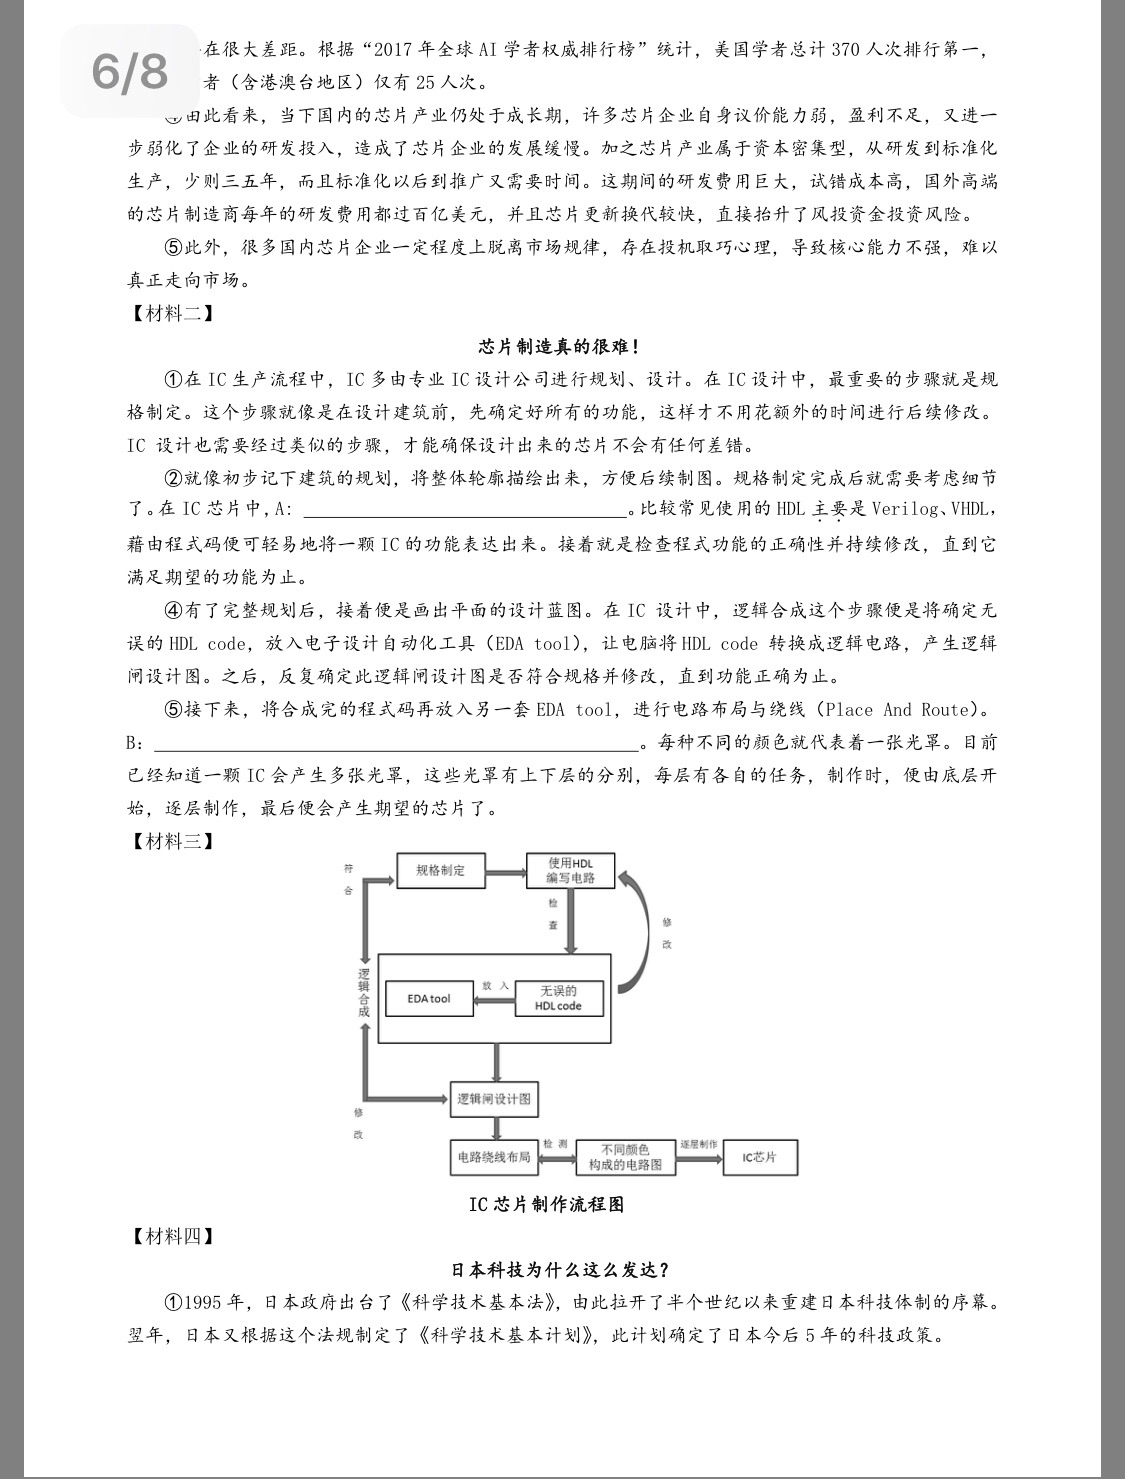 6/8
在很大差距。根据“2017年全球AI学者权威排行榜”统计，美国学者总计370人次排行第一，
者（含港澳台地区）仅有25人次。
④由此看来，当下国内的芯片产业仍处于成长期，许多芯片企业自身议价能力弱，盈利不足，又进一
步弱化了企业的研发投入，造成了芯片企业的发展缓慢。加之芯片产业属于资本密集型，从研发到标准化
生产，少则三五年，而且标准化以后到推广又需要时间。这期间的研发费用巨大，试错成本高，国外高端
的芯片制造商每年的研发费用都过百亿美元，并且芯片更新换代较快，直接抬升了风投资金投资风险。
⑤此外，很多国内芯片企业一定程度上脱离市场规律，存在投机取巧心理，导致核心能力不强，难以
真正走向市场。
【材料二】
芯片制造真的很难！
①在IC生产流程中，IC多由专业IC设计公司进行规划、设计。在IC设计中，最重要的步骤就是规
格制定。这个步骤就像是在设计建筑前，先确定好所有的功能，这样才不用花额外的时间进行后续修改。
IC 设计也需要经过类似的步骤，才能确保设计出来的芯片不会有任何差错。
②就像初步记下建筑的规划，将整体轮廓描绘出来，方便后续制图。规格制定完成后就需要考虑细节
了。在IC芯片中，A: ________。比较常见使用的HDL主要是Verilog、VHDL，
藉由程式码便可轻易地将一颗IC的功能表达出来。接着就是检查程式功能的正确性并持续修改，直到它
满足期望的功能为止。
④有了完整规划后，接着便是画出平面的设计蓝图。在IC 设计中，逻辑合成这个步骤便是将确定无
误的HDL code，放入电子设计自动化工具（EDA tool），让电脑将HDL code 转换成逻辑电路，产生逻辑
闸设计图。之后，反复确定此逻辑闸设计图是否符合规格并修改，直到功能正确为止。
⑤接下来，将合成完的程式码再放入另一套EDA tool，进行电路布局与绕线（Place And Route）。
B: ________。每种不同的颜色就代表着一张光罩。目前
已经知道一颗IC会产生多张光罩，这些光罩有上下层的分别，每层有各自的任务，制作时，便由底层开
始，逐层制作，最后便会产生期望的芯片了。
【材料三】
符合
规格制定
使用HDL
编写电路
检查
修改
逻辑合成
EDA tool
放入
无误的
HDL code
逻辑闸设计图
修改
电路绕线布局
检测
不同颜色
构成的电路图
逐层制作
IC芯片
IC芯片制作流程图
【材料四】
日本科技为什么这么发达？
①1995年，日本政府出台了《科学技术基本法》，由此拉开了半个世纪以来重建日本科技体制的序幕。
翌年，日本又根据这个法规制定了《科学技术基本计划》，此计划确定了日本今后5年的科技政策。